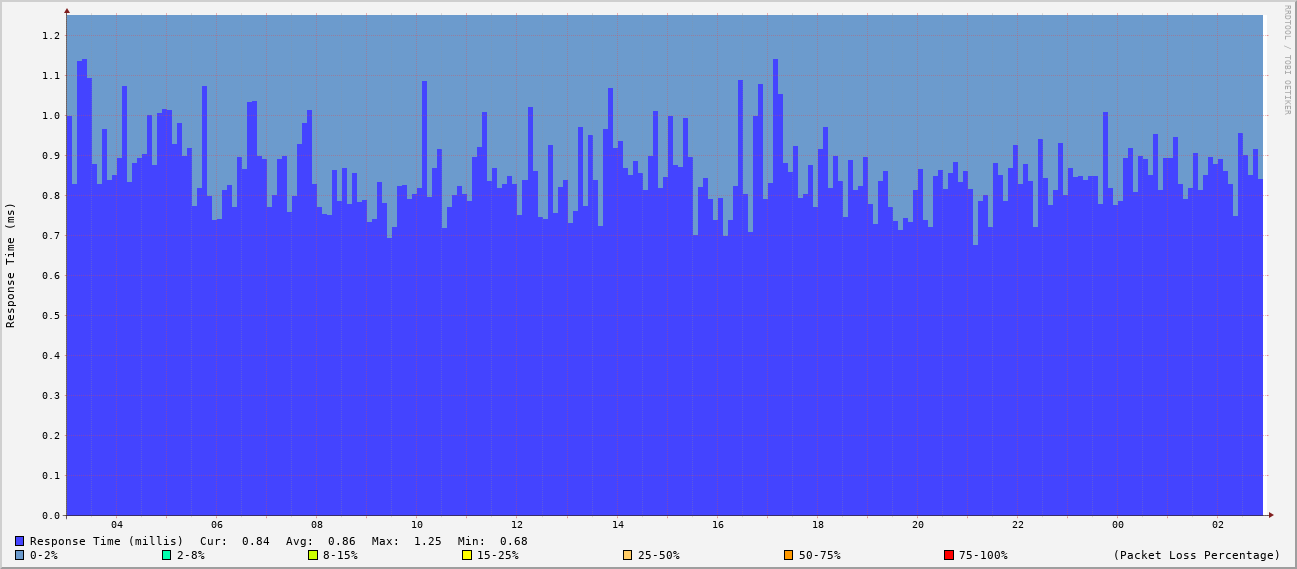 RRDTOOL / TOBI OETIKER
Response Time (ms)
1.2
1.1
1.0
0.9
0.8
0.7
0.6
0.5
0.4
0.3
0.2
0.1
0.0
04 06 08 10 12 14 16 18 20 22 00 02
Response Time (millis) Cur: 0.84 Avg: 0.86 Max: 1.25 Min: 0.68
0-2% 2-8% 8-15% 15-25% 25-50% 50-75% 75-100% (Packet Loss Percentage)